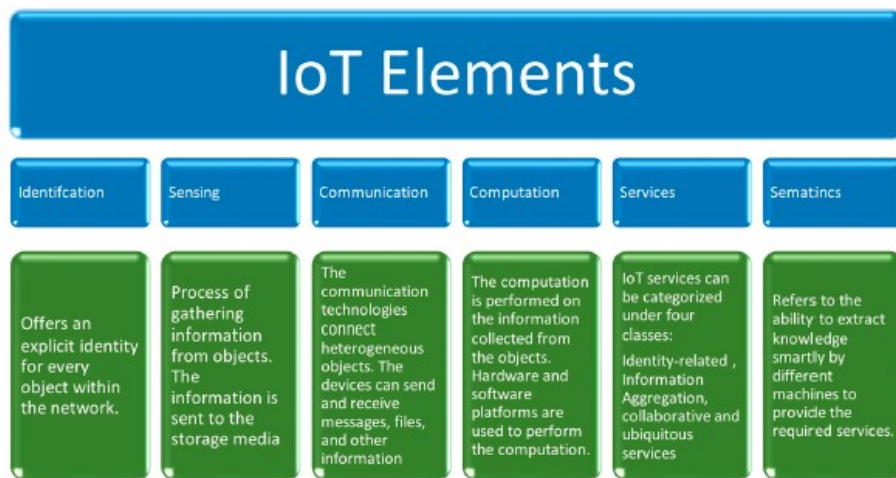 IoT Elements
Identifcation
Sensing
Communication
Computation
Services
Sematincs
Offers an
explicit identity
for every
object within
the network.
Process of
gathering
information
from objects.
The
information is
sent to the
storage media
The
communication
technologies
connect
heterogeneous
objects. The
devices can send
and receive
messages, files,
and other
information
The computation
is performed on
the information
collected from
the objects.
Hardware and
software
platforms are
used to perform
the computation.
IoT services can
be categorized
under four
classes:
Identity-related ,
Information
Aggregation,
collaborative and
ubiquitous
services
Refers to the
ability to extract
knowledge
smartly by
different
machines to
provide the
required services.